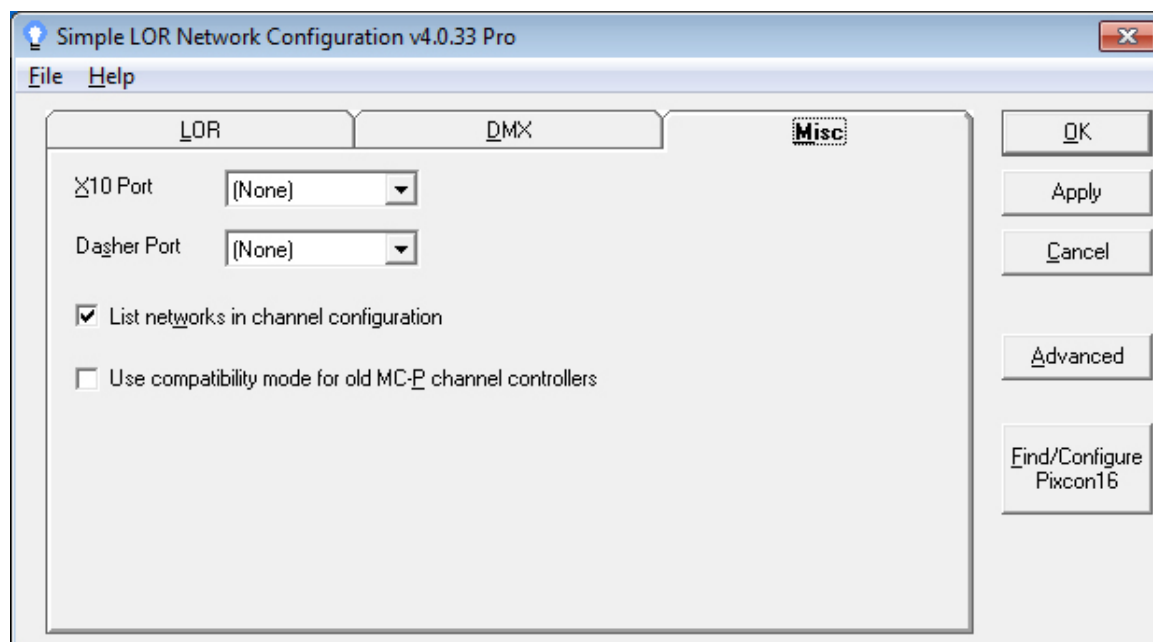 Simple LOR Network Configuration v4.0.33 Pro
File Help
LOR DMX Misc
OK
X10 Port (None)
Apply
Dasher Port (None)
Cancel
List networks in channel configuration
Advanced
Use compatibility mode for old MC-P channel controllers
Find/Configure
Pixcon16